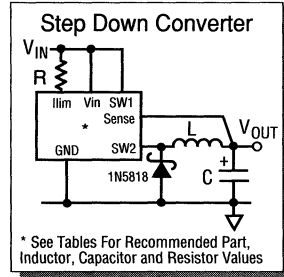 Step Down Converter
VIN
R
Ilim Vin SW1
Sense
*
GND SW2
L
VOUT
1N5818
+
C
* See Tables For Recommended Part,
Inductor, Capacitor and Resistor Values